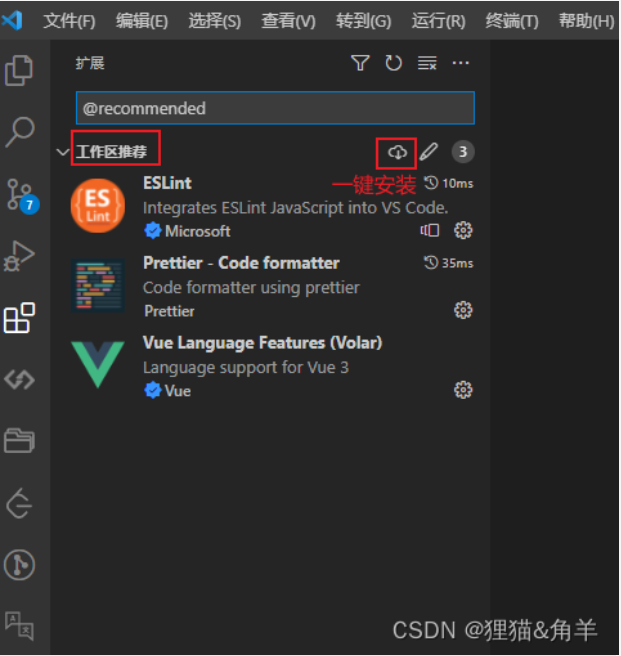 文件(F) 编辑(E) 选择(S) 查看(V) 转到(G) 运行(R) 终端(T) 帮助(H)
扩展
@recommended
工作区推荐 3
一键安装
ESLint 10ms
ES
Lint
Integrates ESLint JavaScript into VS Code.
Microsoft
7
Prettier - Code formatter 35ms
Code formatter using prettier
Prettier
Vue Language Features (Volar)
Language support for Vue 3
Vue
CSDN @狸猫&角羊